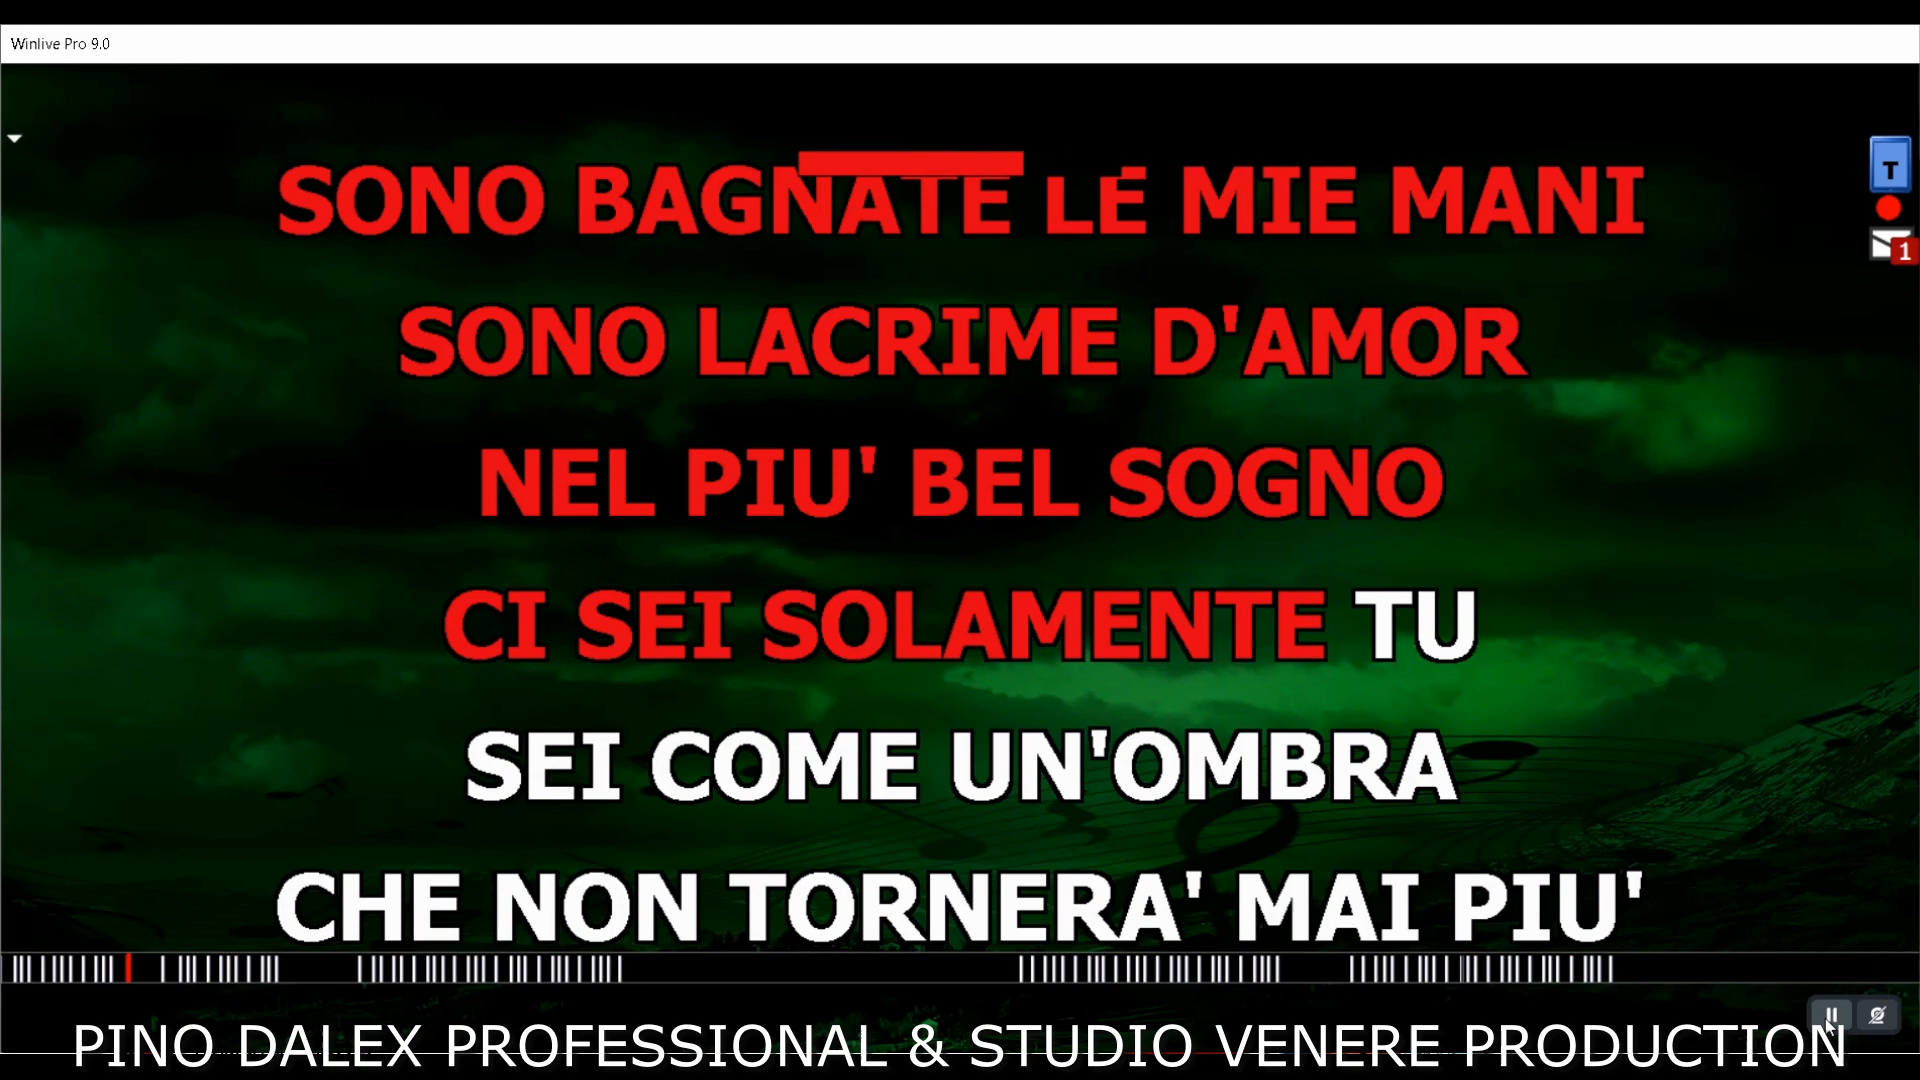 Winlive Pro 9.0
T
1
SONO BAGNATE LE MIE MANI
SONO LACRIME D'AMOR
NEL PIU' BEL SOGNO
CI SEI SOLAMENTE TU
SEI COME UN'OMBRA
CHE NON TORNERA' MAI PIU'
PINO DALEX PROFESSIONAL & STUDIO VENERE PRODUCTION